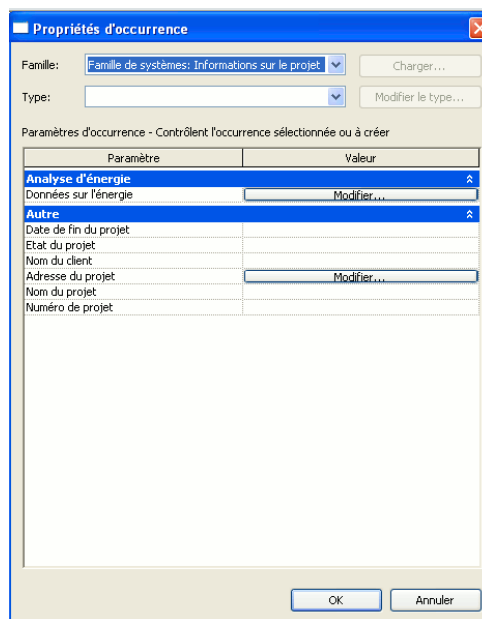 Propriétés d'occurrence
Famille: Famille de systèmes: Informations sur le projet Charger...
Type: Modifier le type...
Paramètres d'occurrence - Contrôlent l'occurrence sélectionnée ou à créer
Paramètre Valeur
Analyse d'énergie
Données sur l'énergie Modifier...
Autre
Date de fin du projet
Etat du projet
Nom du client
Adresse du projet Modifier...
Nom du projet
Numéro de projet
OK Annuler